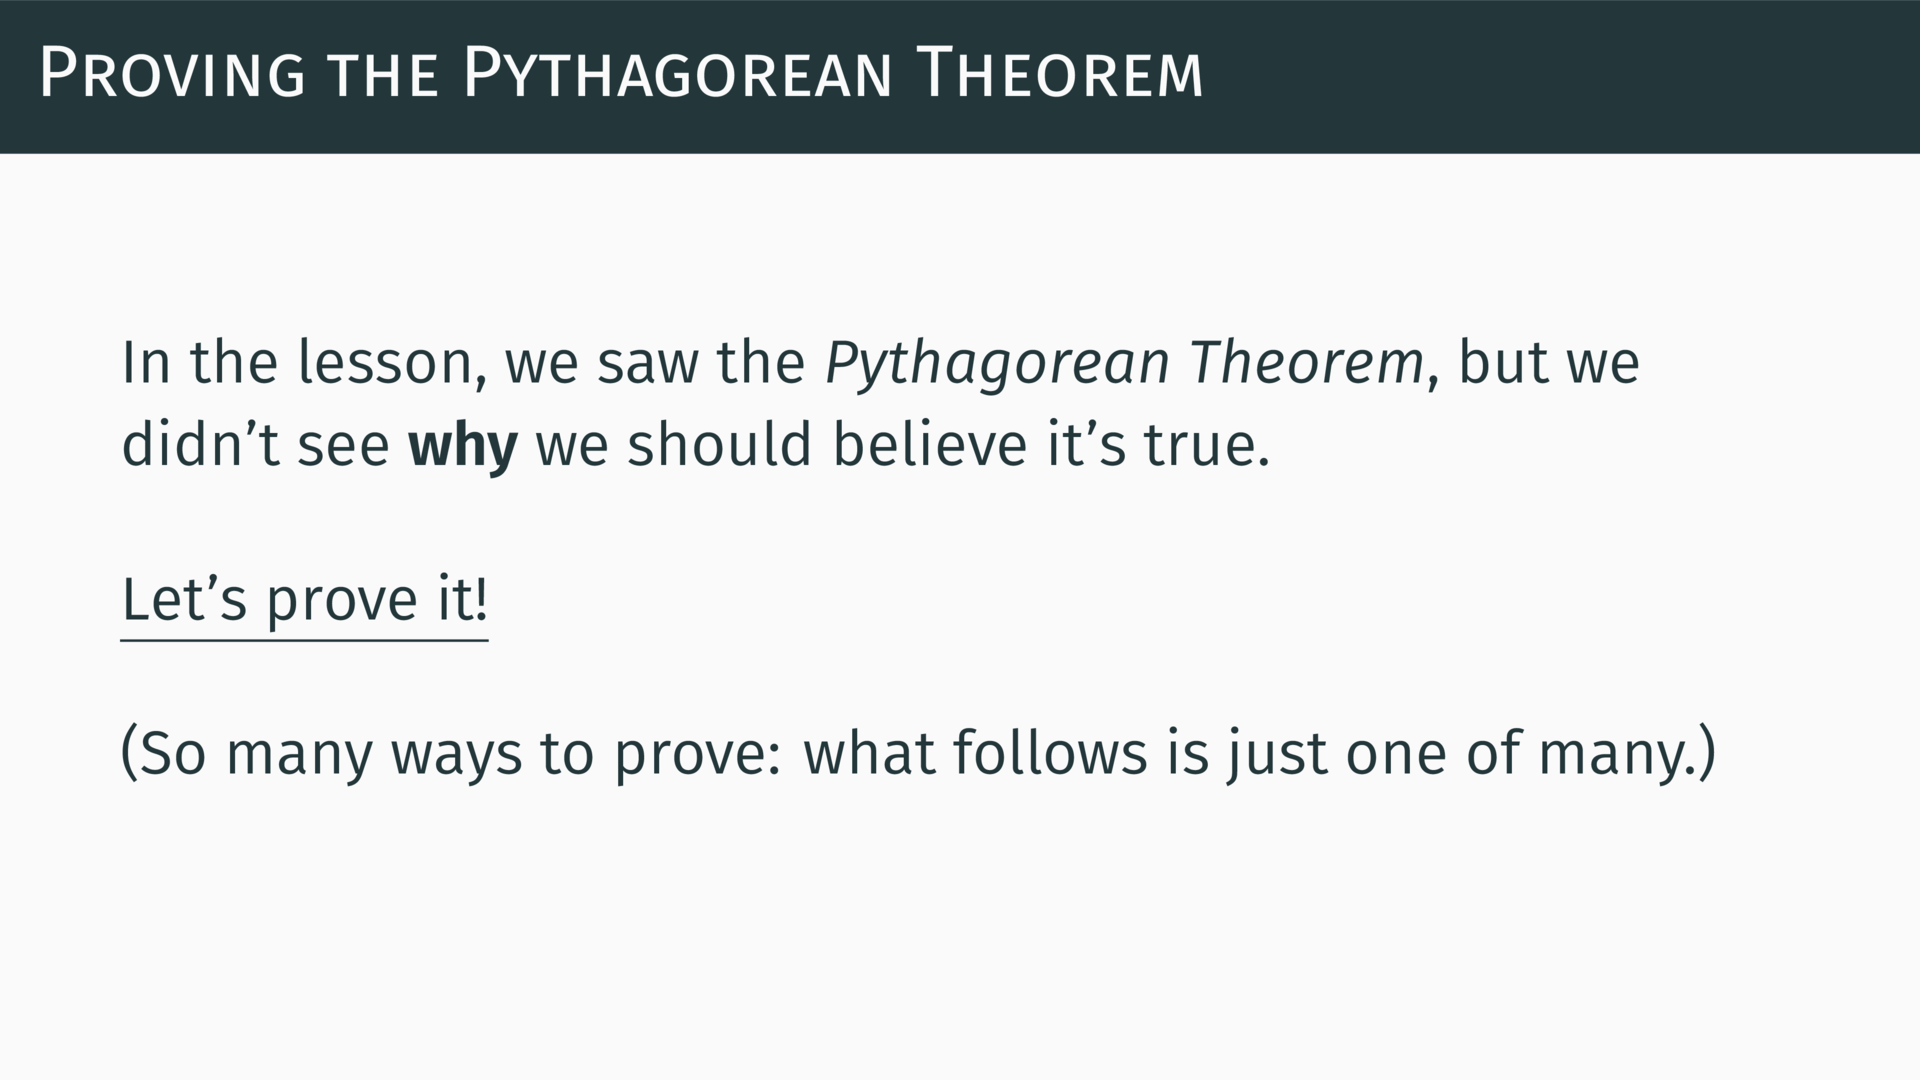 Proving the Pythagorean Theorem
In the lesson, we saw the Pythagorean Theorem, but we
didn’t see why we should believe it’s true.
Let’s prove it!
(So many ways to prove: what follows is just one of many.)